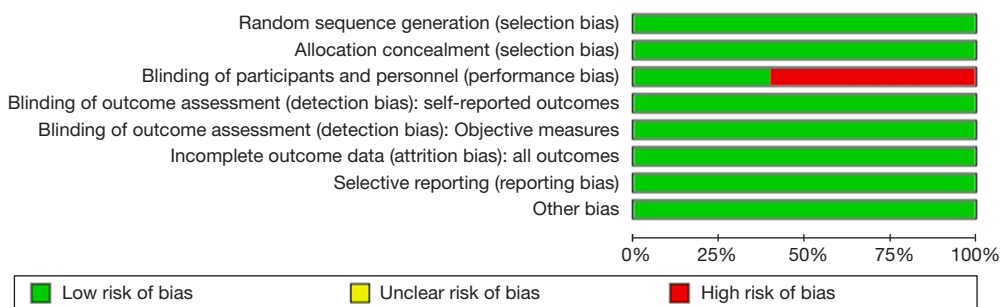 Random sequence generation (selection bias)
Allocation concealment (selection bias)
Blinding of participants and personnel (performance bias)
Blinding of outcome assessment (detection bias): self-reported outcomes
Blinding of outcome assessment (detection bias): Objective measures
Incomplete outcome data (attrition bias): all outcomes
Selective reporting (reporting bias)
Other bias
0% 25% 50% 75% 100%
Low risk of bias Unclear risk of bias High risk of bias